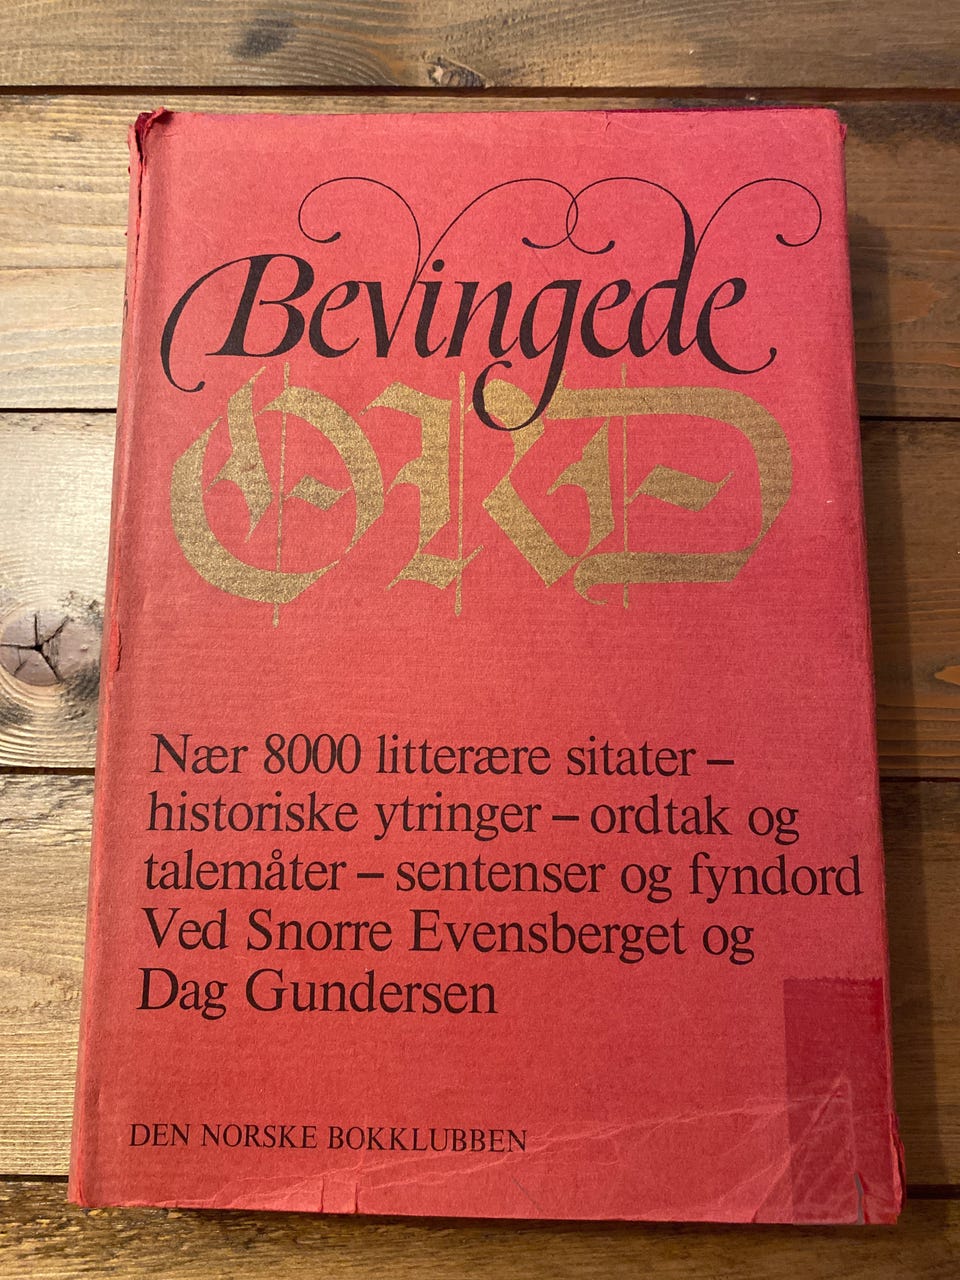 Bevingede
ORD
Nær 8000 litterære sitater –
historiske ytringer – ordtak og
talemåter – sentenser og fyndord
Ved Snorre Evensberget og
Dag Gundersen
DEN NORSKE BOKKLUBBEN